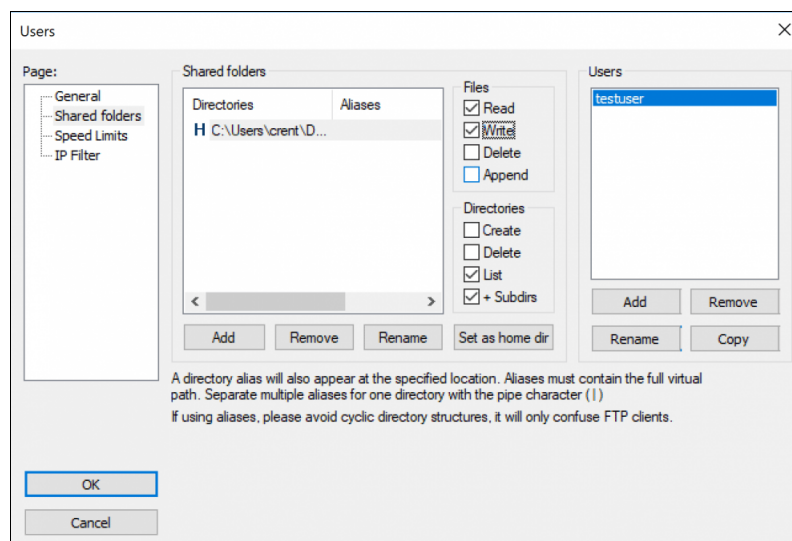 Users
Page:
General
Shared folders
Speed Limits
IP Filter
Shared folders
Directories Aliases
H C:\Users\crent\D...
Files
Read
Write
Delete
Append
Directories
Create
Delete
List
+ Subdirs
Add Remove Rename Set as home dir
Users
testuser
Add Remove
Rename Copy
A directory alias will also appear at the specified location. Aliases must contain the full virtual
path. Separate multiple aliases for one directory with the pipe character ( | )
If using aliases, please avoid cyclic directory structures, it will only confuse FTP clients.
OK
Cancel